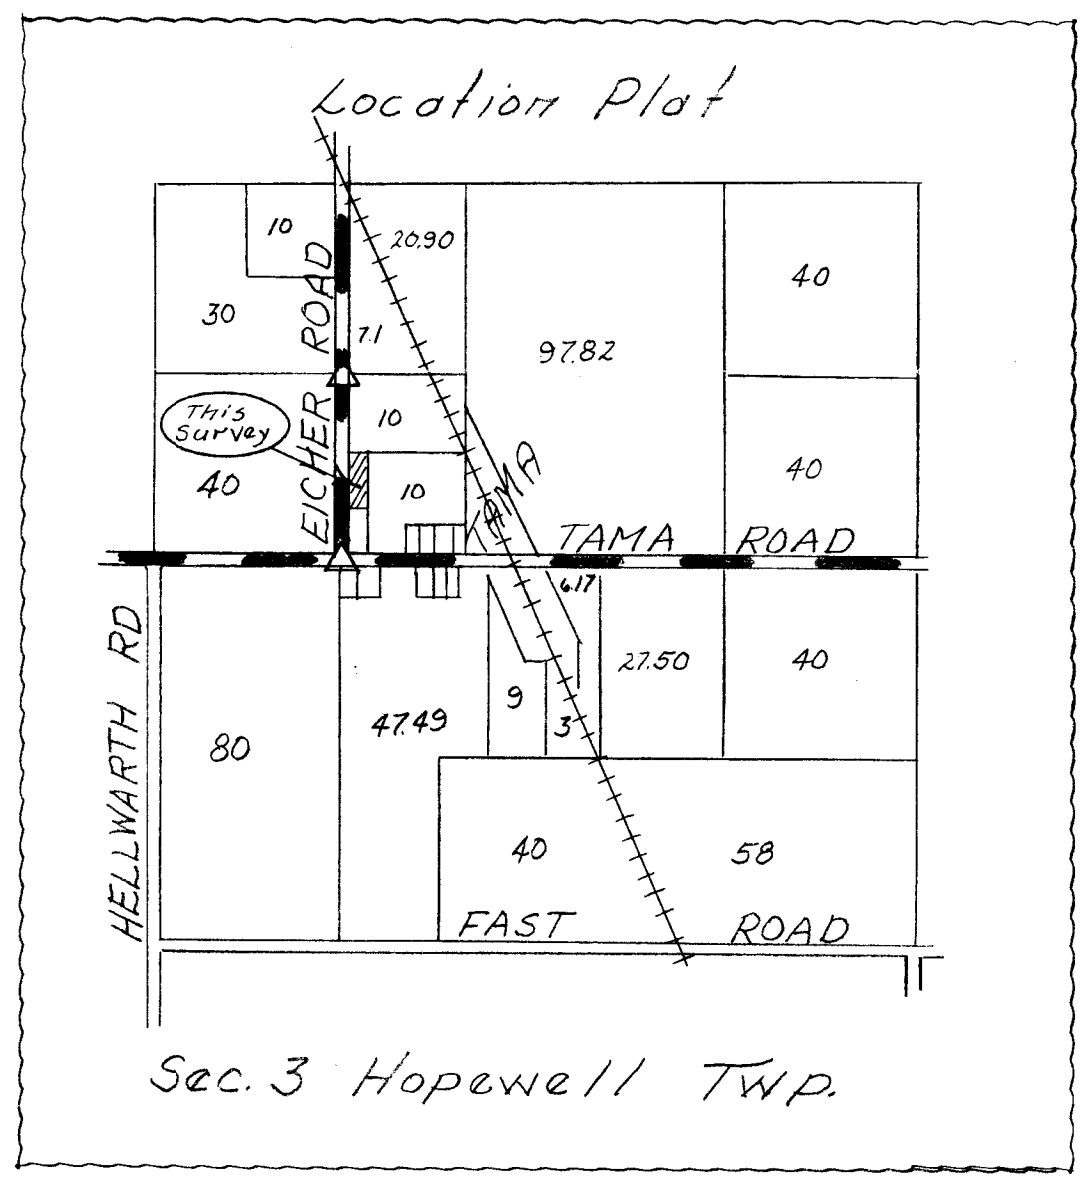 Location Plat
10
20.90
40
30
7.1
97.82
EICHER ROAD
This
Survey
10
40
10
40
TAMA
TAMA ROAD
6.17
HELLWARTH RD
27.50
40
9
47.49
3
80
40
58
FAST ROAD
Sec. 3 Hopewell Twp.